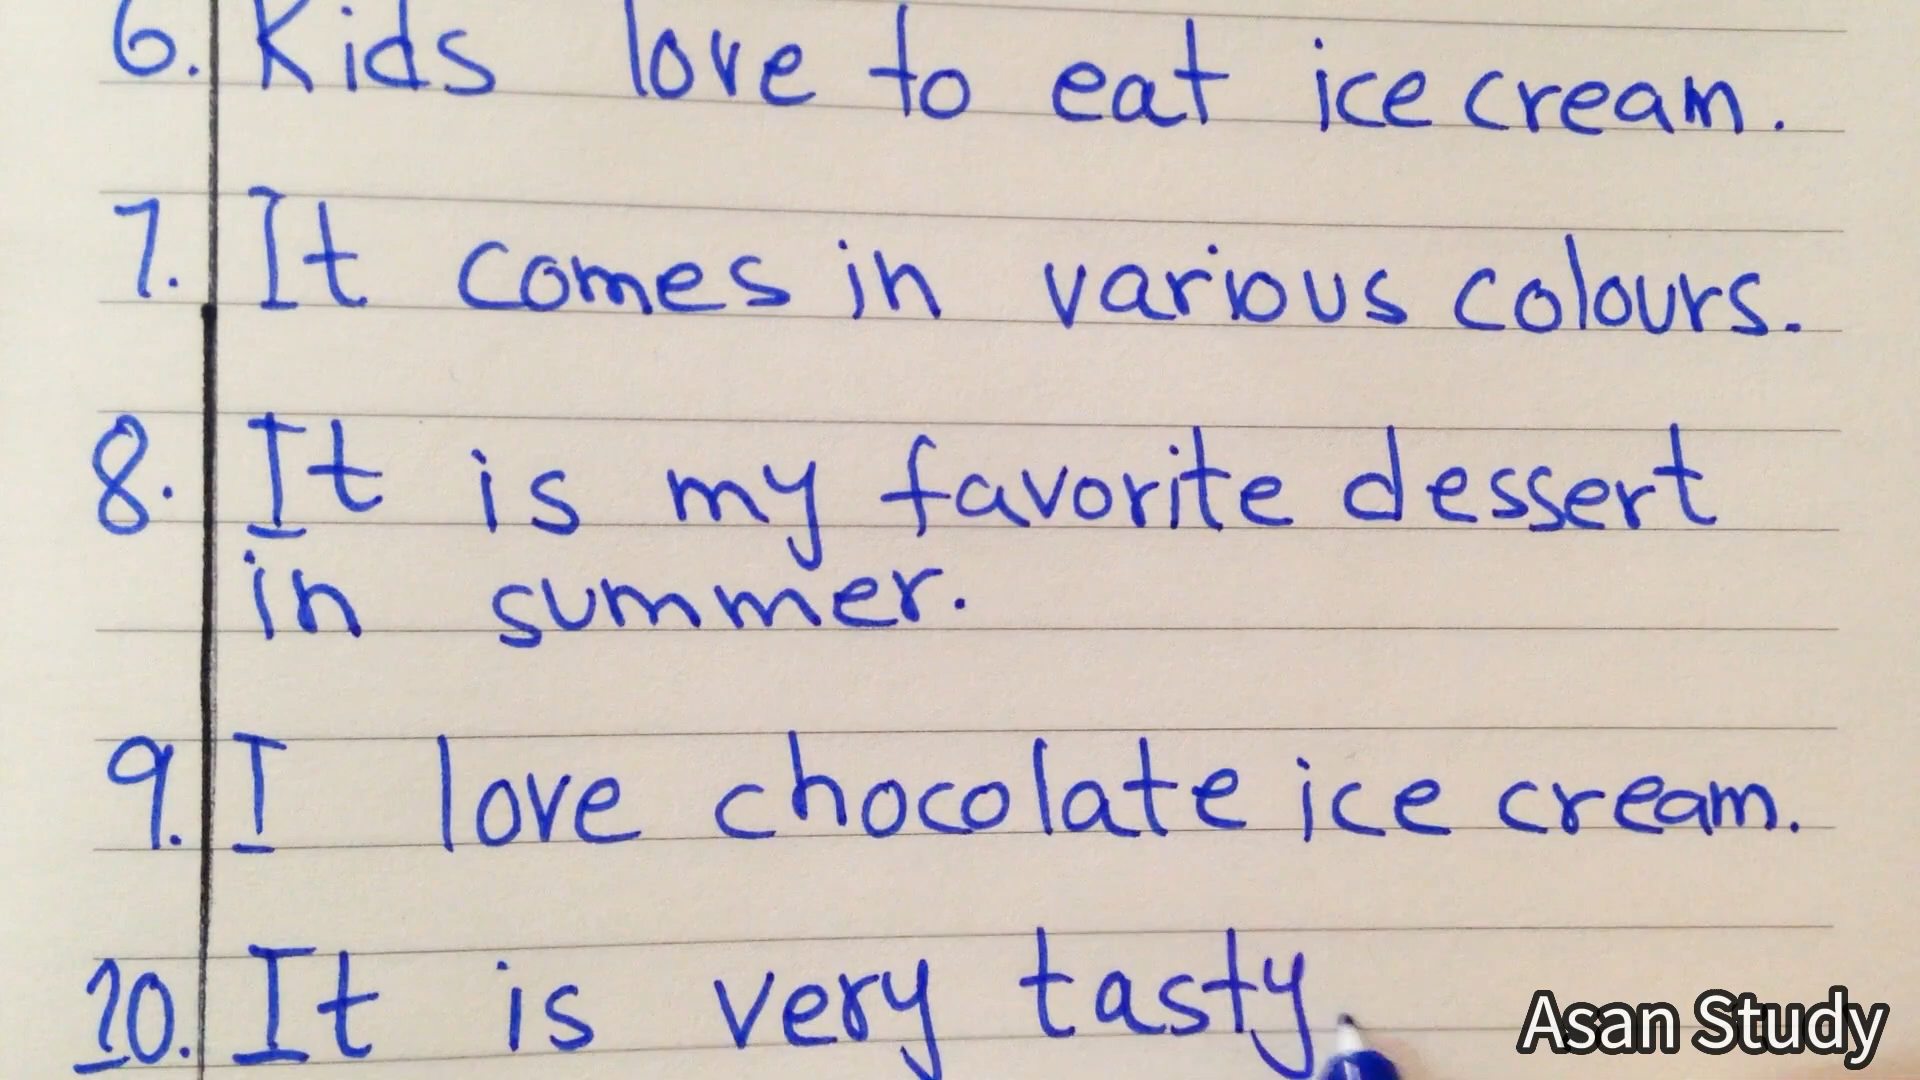 6. Kids love to eat ice cream.
7. It comes in various colours.
8. It is my favorite dessert
in summer.
9. I love chocolate ice cream.
10. It is very tasty.
Asan Study